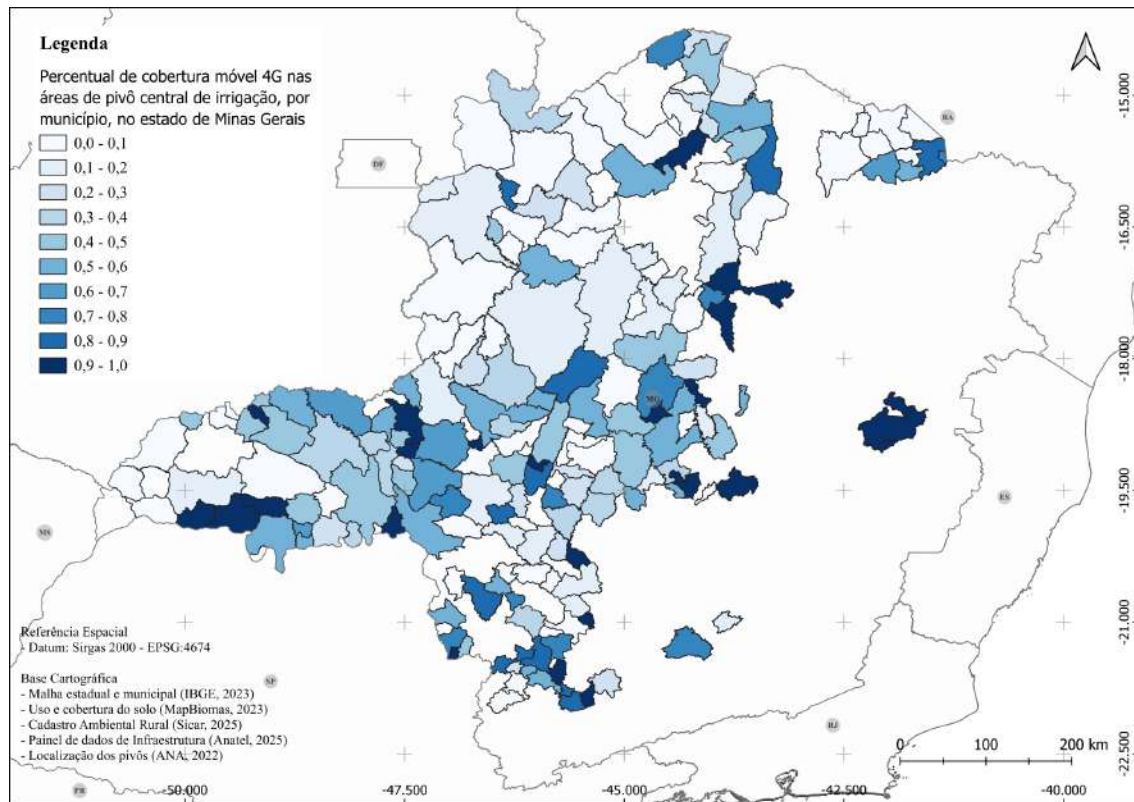 Legenda
Percentual de cobertura móvel 4G nas
áreas de pivô central de irrigação, por
município, no estado de Minas Gerais
0,0 - 0,1
0,1 - 0,2
0,2 - 0,3
0,3 - 0,4
0,4 - 0,5
0,5 - 0,6
0,6 - 0,7
0,7 - 0,8
0,8 - 0,9
0,9 - 1,0
DF
BA
MG
ES
MS
SP
RJ
PR
-15.000
-16.500
-18.000
-19.500
-21.000
-22.500
Referência Espacial
- Datum: Sirgas 2000 - EPSG:4674
Base Cartográfica
- Malha estadual e municipal (IBGE, 2023)
- Uso e cobertura do solo (MapBiomas, 2023)
- Cadastro Ambiental Rural (Sicar, 2025)
- Painel de dados de Infraestrutura (Anatel, 2025)
- Localização dos pivôs (ANA, 2022)
0 100 200 km
-50.000 -47.500 -45.000 -42.500 -40.000